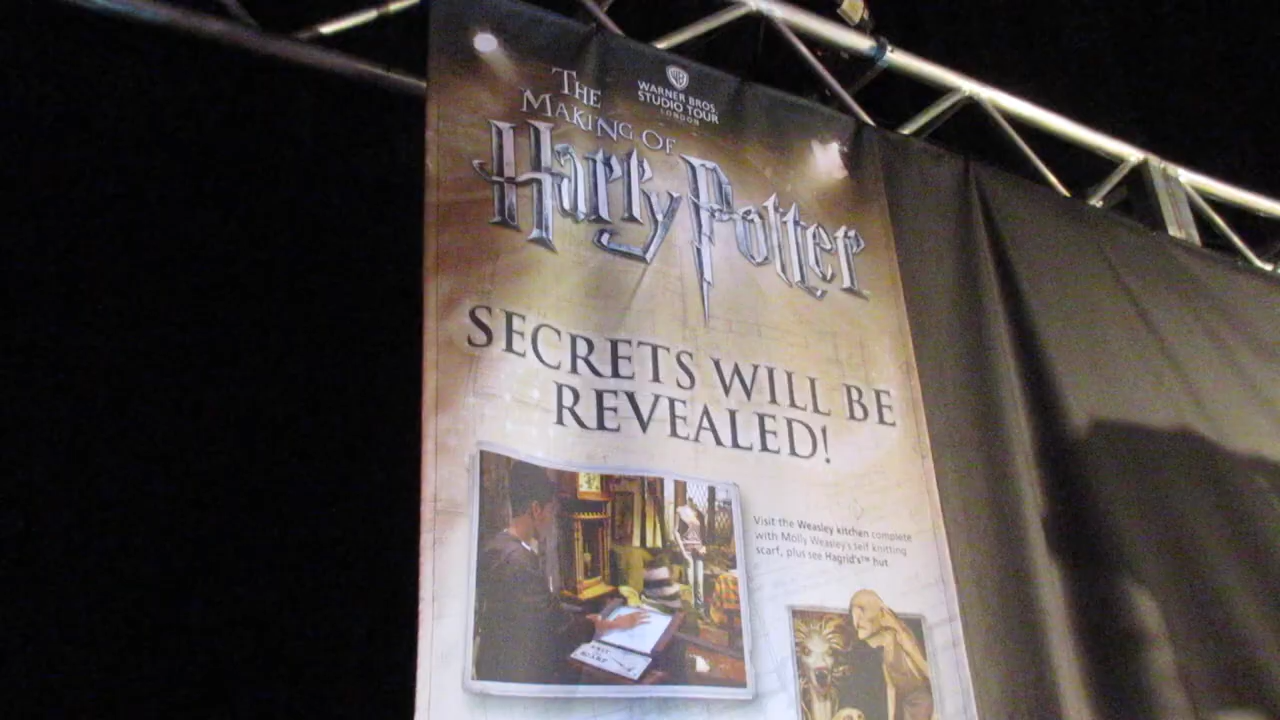 WARNER BROS.
STUDIO TOUR
LONDON
THE
MAKING OF
Harry Potter
SECRETS WILL BE
REVEALED!
Visit the Weasley kitchen complete
with Molly Weasley's self knitting
scarf, plus see Hagrid's™ hut